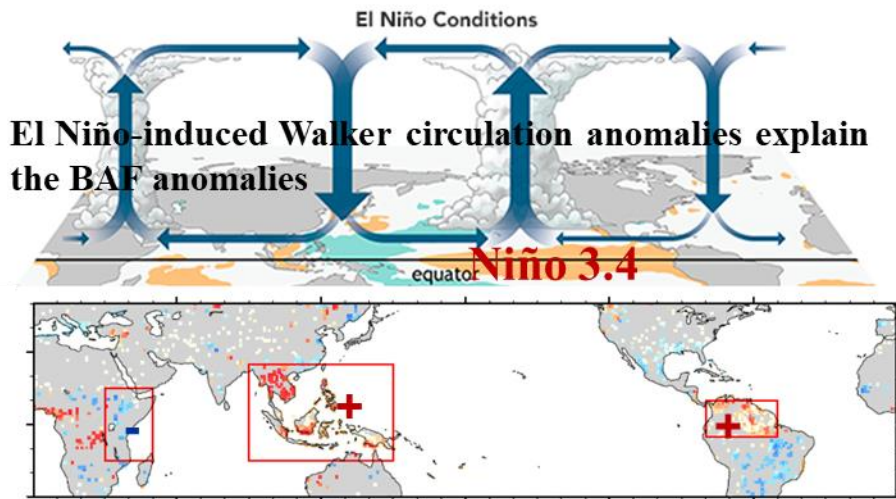 El Niño Conditions
El Niño-induced Walker circulation anomalies explain
the BAF anomalies
Niño 3.4
equator
-
+
+